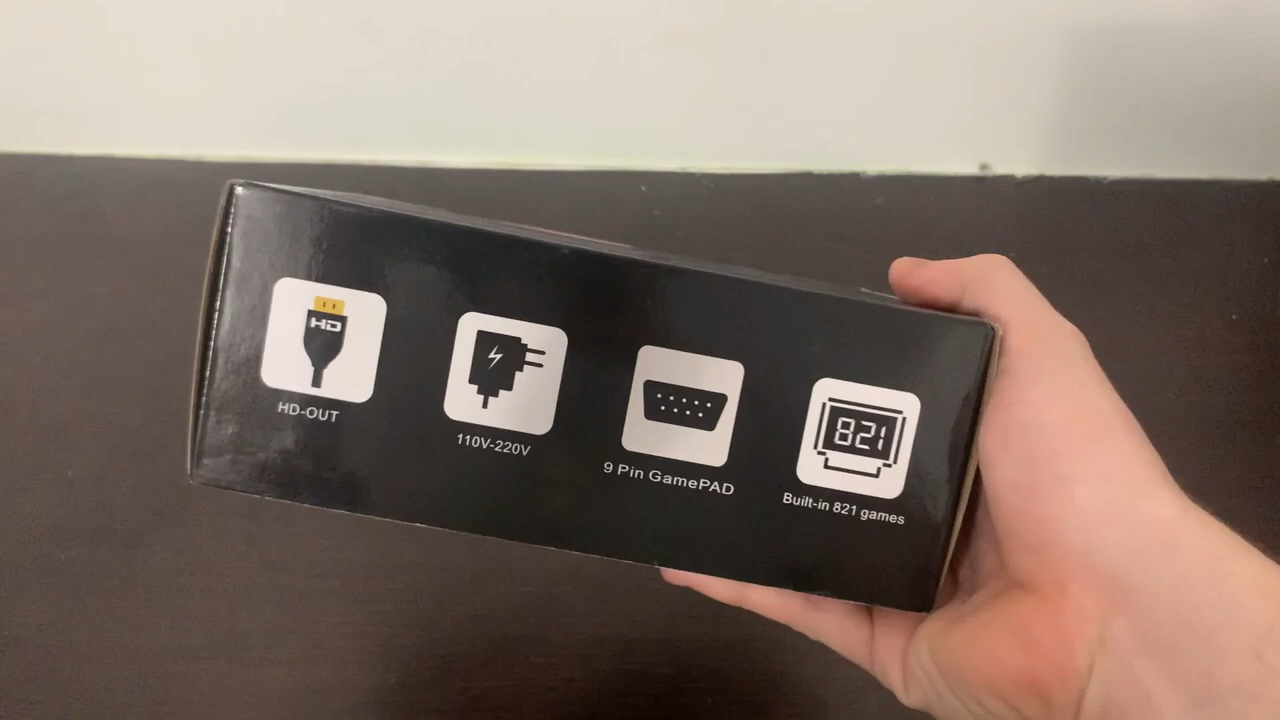 HD
HD-OUT
110V-220V
9 Pin GamePAD
821
Built-in 821 games